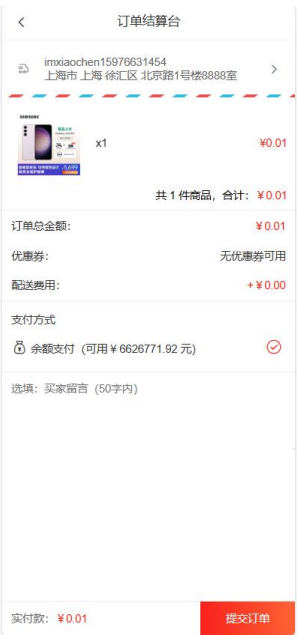 订单结算台
imxiaochen15976631454
上海市 上海 徐汇区 北京路1号楼8888室
SAMSUNG
x1
¥0.01
共 1 件商品，合计：¥0.01
订单总金额：
¥0.01
优惠券：
无优惠券可用
配送费用：
+¥0.00
支付方式
余额支付（可用¥6626771.92 元）
选填：买家留言（50字内）
实付款：¥0.01
提交订单